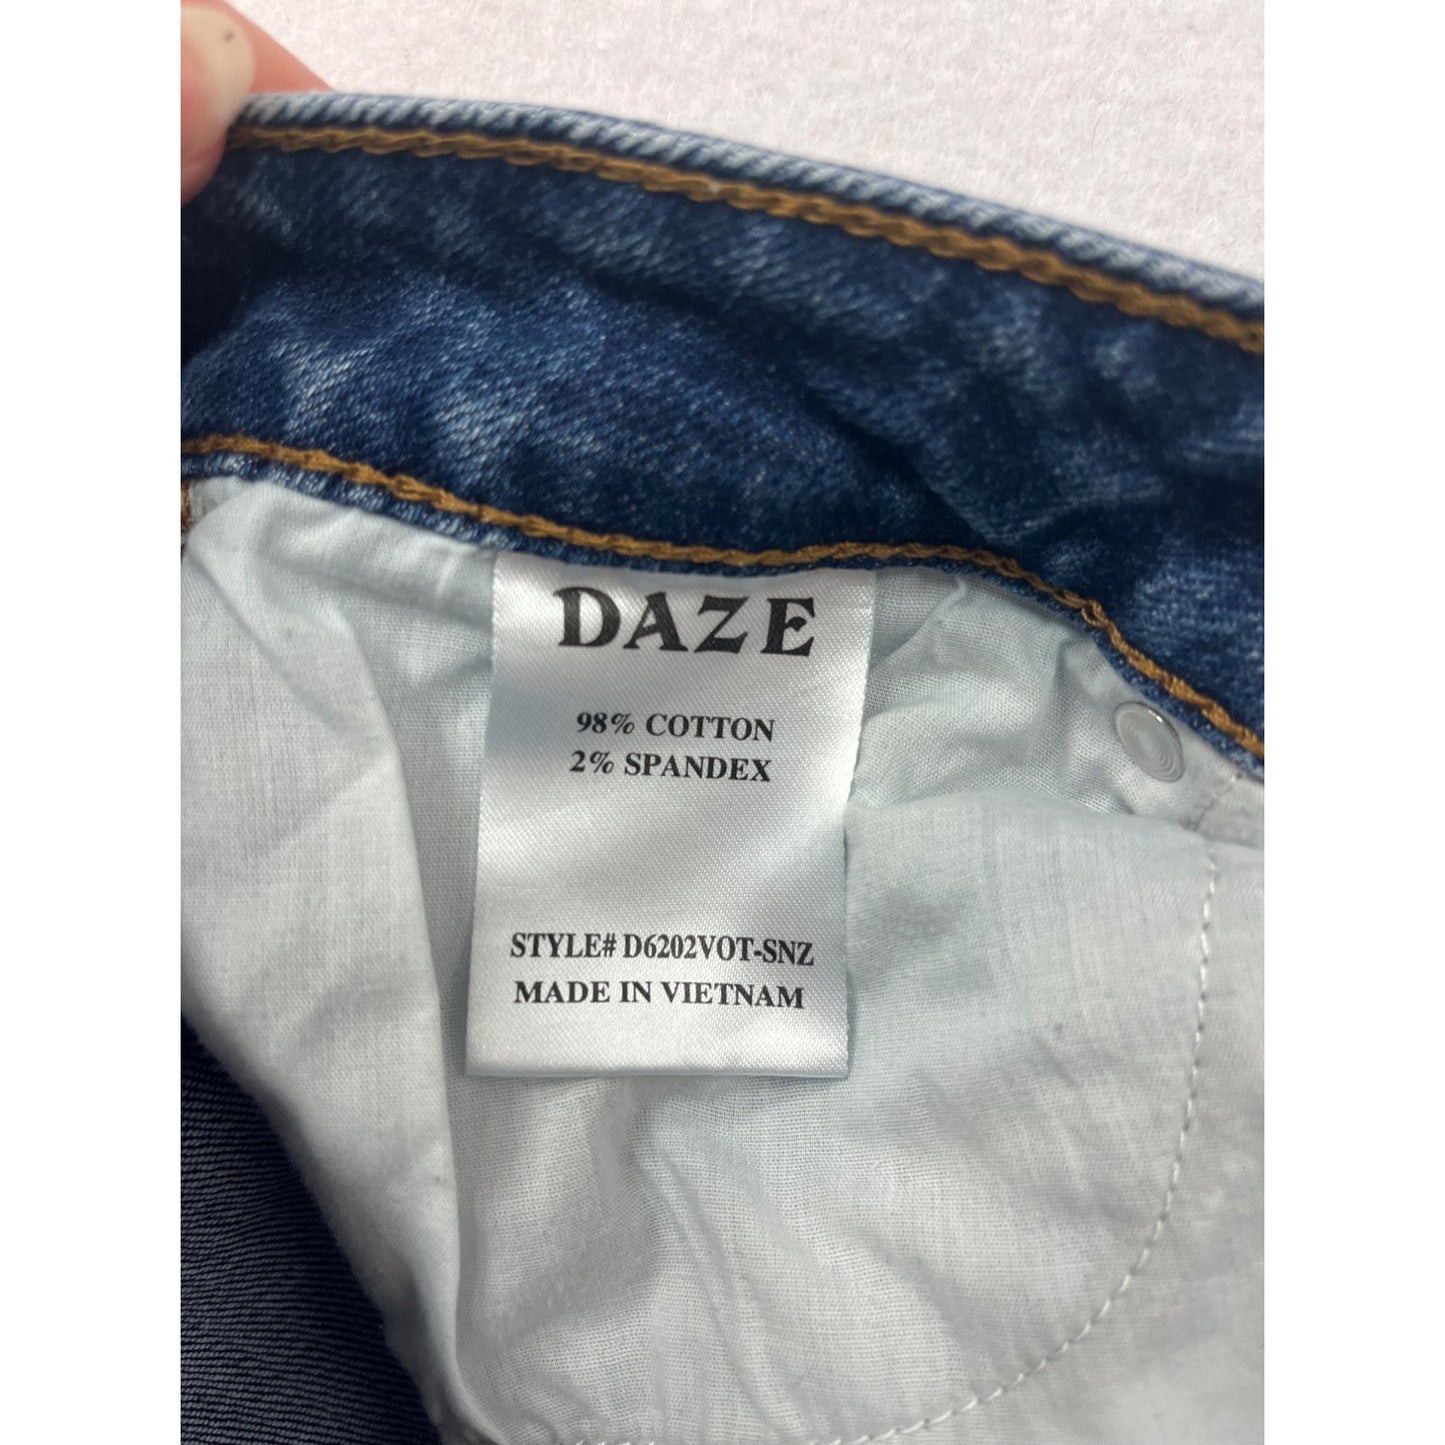 DAZE
98% COTTON
2% SPANDEX
STYLE# D6202VOT-SNZ
MADE IN VIETNAM